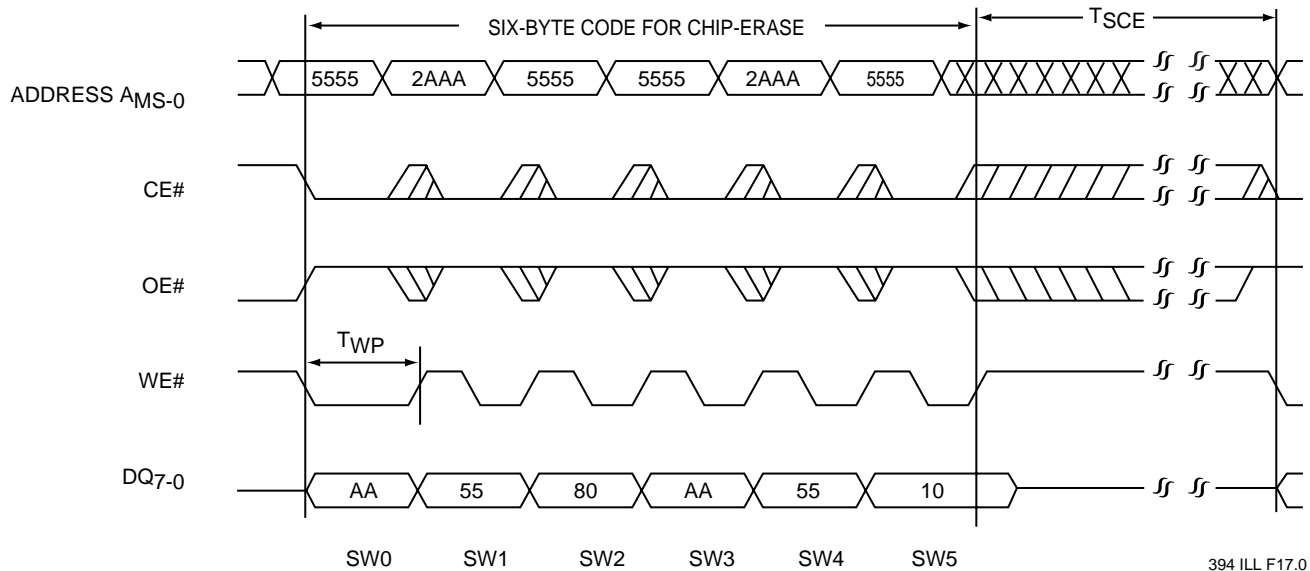 SIX-BYTE CODE FOR CHIP-ERASE TSCE
ADDRESS AMS-0 5555 2AAA 5555 5555 2AAA 5555
CE#
OE#
TWP
WE#
DQ7-0 AA 55 80 AA 55 10
SW0 SW1 SW2 SW3 SW4 SW5
394 ILL F17.0